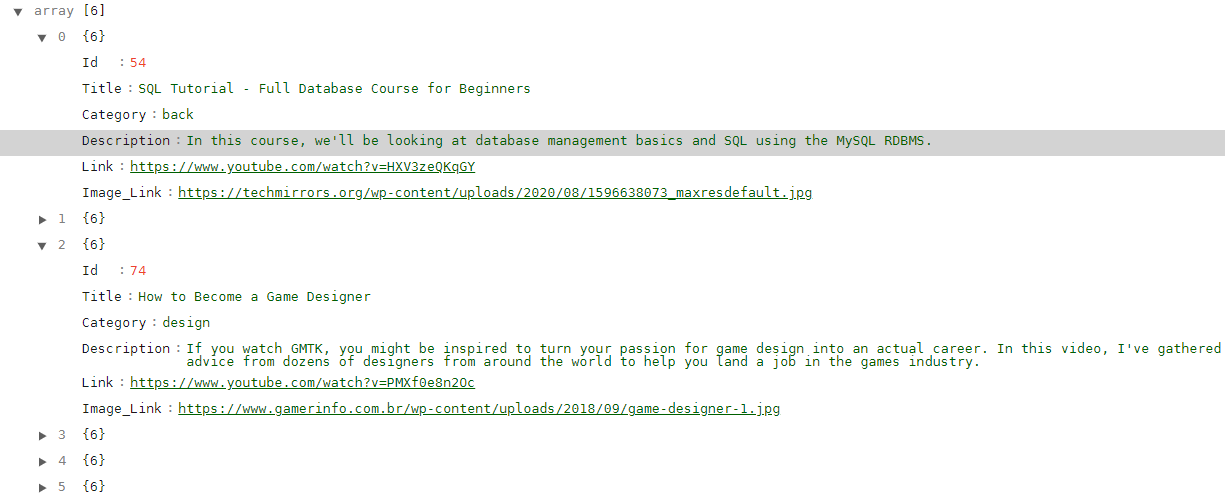 array [6]
0 {6}
Id : 54
Title : SQL Tutorial - Full Database Course for Beginners
Category : back
Description : In this course, we'll be looking at database management basics and SQL using the MySQL RDBMS.
Link : https://www.youtube.com/watch?v=HXV3zeQKqGY
Image_Link : https://techmirrors.org/wp-content/uploads/2020/08/1596638073_maxresdefault.jpg
1 {6}
2 {6}
Id : 74
Title : How to Become a Game Designer
Category : design
Description : If you watch GMTK, you might be inspired to turn your passion for game design into an actual career. In this video, I've gathered
advice from dozens of designers from around the world to help you land a job in the games industry.
Link : https://www.youtube.com/watch?v=PMXf0e8n2Oc
Image_Link : https://www.gamerinfo.com.br/wp-content/uploads/2018/09/game-designer-1.jpg
3 {6}
4 {6}
5 {6}